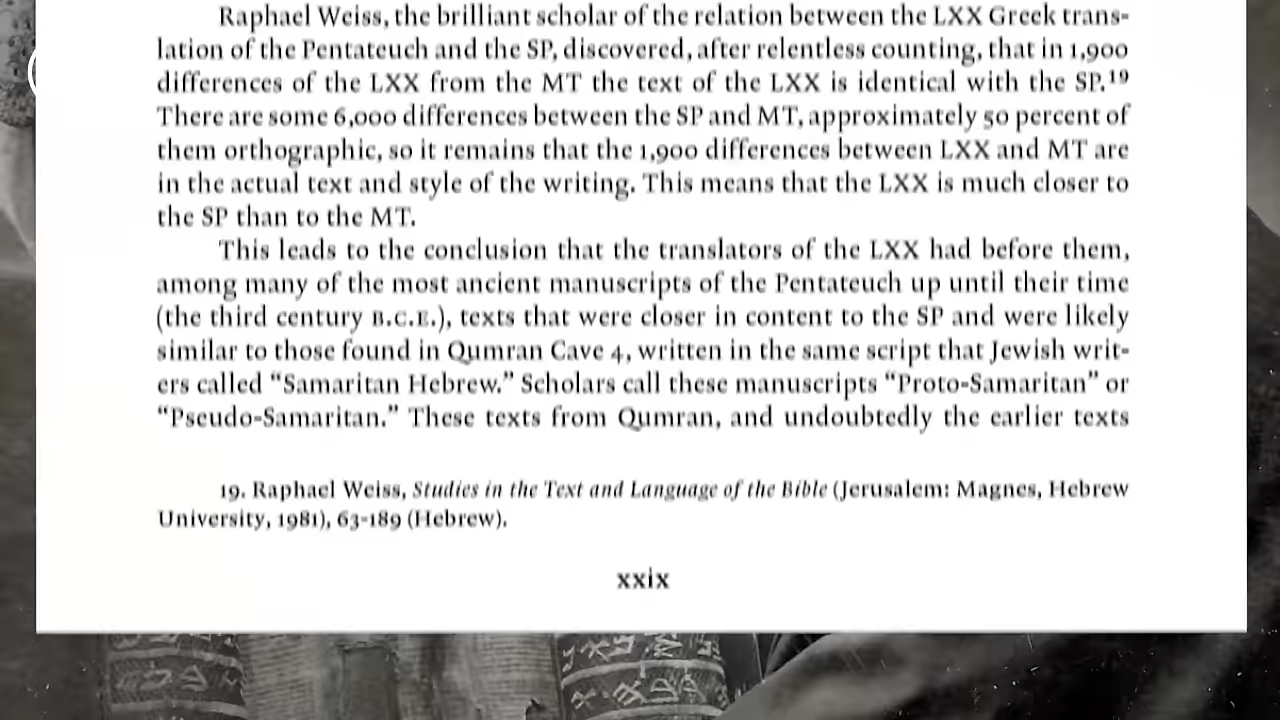 Raphael Weiss, the brilliant scholar of the relation between the LXX Greek trans-
lation of the Pentateuch and the SP, discovered, after relentless counting, that in 1,900
differences of the LXX from the MT the text of the LXX is identical with the SP.¹⁹
There are some 6,000 differences between the SP and MT, approximately 50 percent of
them orthographic, so it remains that the 1,900 differences between LXX and MT are
in the actual text and style of the writing. This means that the LXX is much closer to
the SP than to the MT.
This leads to the conclusion that the translators of the LXX had before them,
among many of the most ancient manuscripts of the Pentateuch up until their time
(the third century B.C.E.), texts that were closer in content to the SP and were likely
similar to those found in Qumran Cave 4, written in the same script that Jewish writ-
ers called “Samaritan Hebrew.” Scholars call these manuscripts “Proto-Samaritan” or
“Pseudo-Samaritan.” These texts from Qumran, and undoubtedly the earlier texts
19. Raphael Weiss, Studies in the Text and Language of the Bible (Jerusalem: Magnes, Hebrew
University, 1981), 63-189 (Hebrew).
xxix